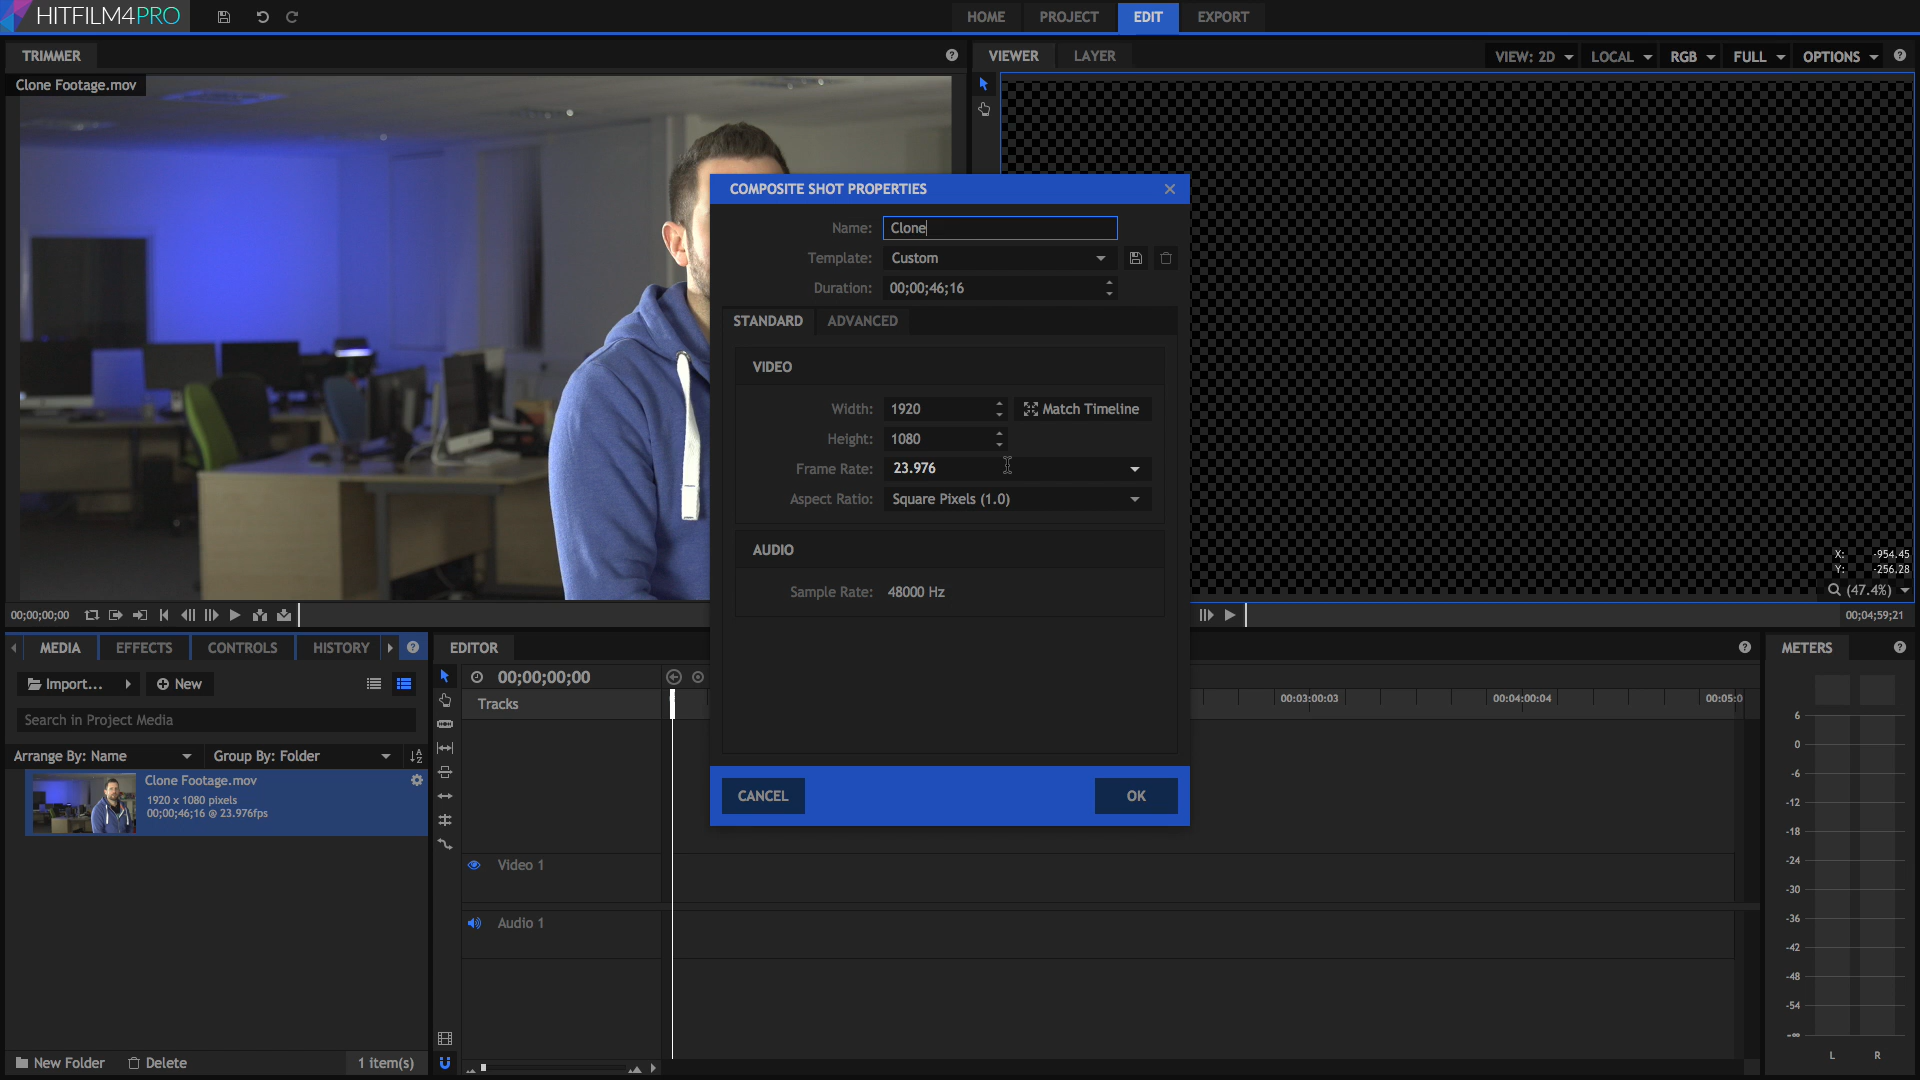 HITFILM4PRO
HOME
PROJECT
EDIT
EXPORT
TRIMMER
VIEWER
LAYER
VIEW: 2D
LOCAL
RGB
FULL
OPTIONS
Clone Footage.mov
COMPOSITE SHOT PROPERTIES
Name: Clone
Template: Custom
Duration: 00;00;46;16
STANDARD
ADVANCED
VIDEO
Width: 1920
Match Timeline
Height: 1080
Frame Rate: 23.976
Aspect Ratio: Square Pixels (1.0)
AUDIO
Sample Rate: 48000 Hz
CANCEL
OK
X: -954.45
Y: -256.28
(47.4%)
00;00;00;00
00;04;59;21
MEDIA
EFFECTS
CONTROLS
HISTORY
Import...
New
Search in Project Media
Arrange By: Name
Group By: Folder
Clone Footage.mov
1920 x 1080 pixels
00;00;46;16 @ 23.976fps
New Folder
Delete
1 item(s)
EDITOR
00;00;00;00
Tracks
00:03:00:03
00:04:00:04
00:05:0
Video 1
Audio 1
METERS
6
0
-6
-12
-18
-24
-30
-36
-42
-48
-54
-∞
L
R